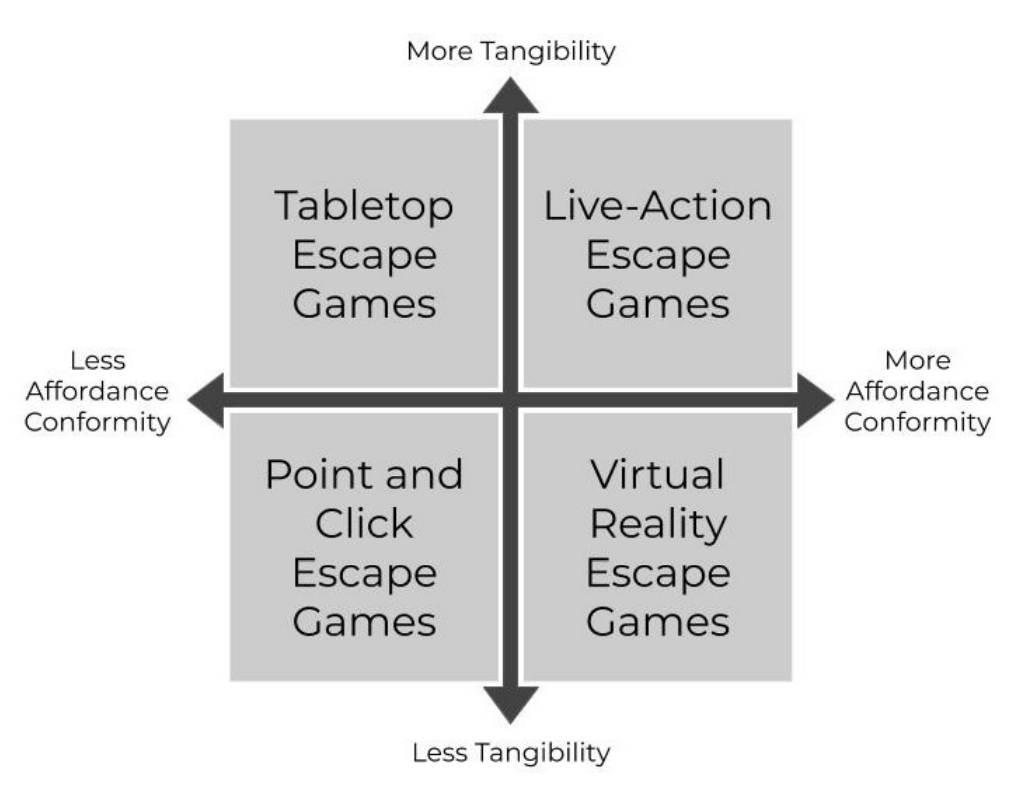 More Tangibility
Tabletop
Escape
Games
Live-Action
Escape
Games
Less
Affordance
Conformity
More
Affordance
Conformity
Point and
Click
Escape
Games
Virtual
Reality
Escape
Games
Less Tangibility